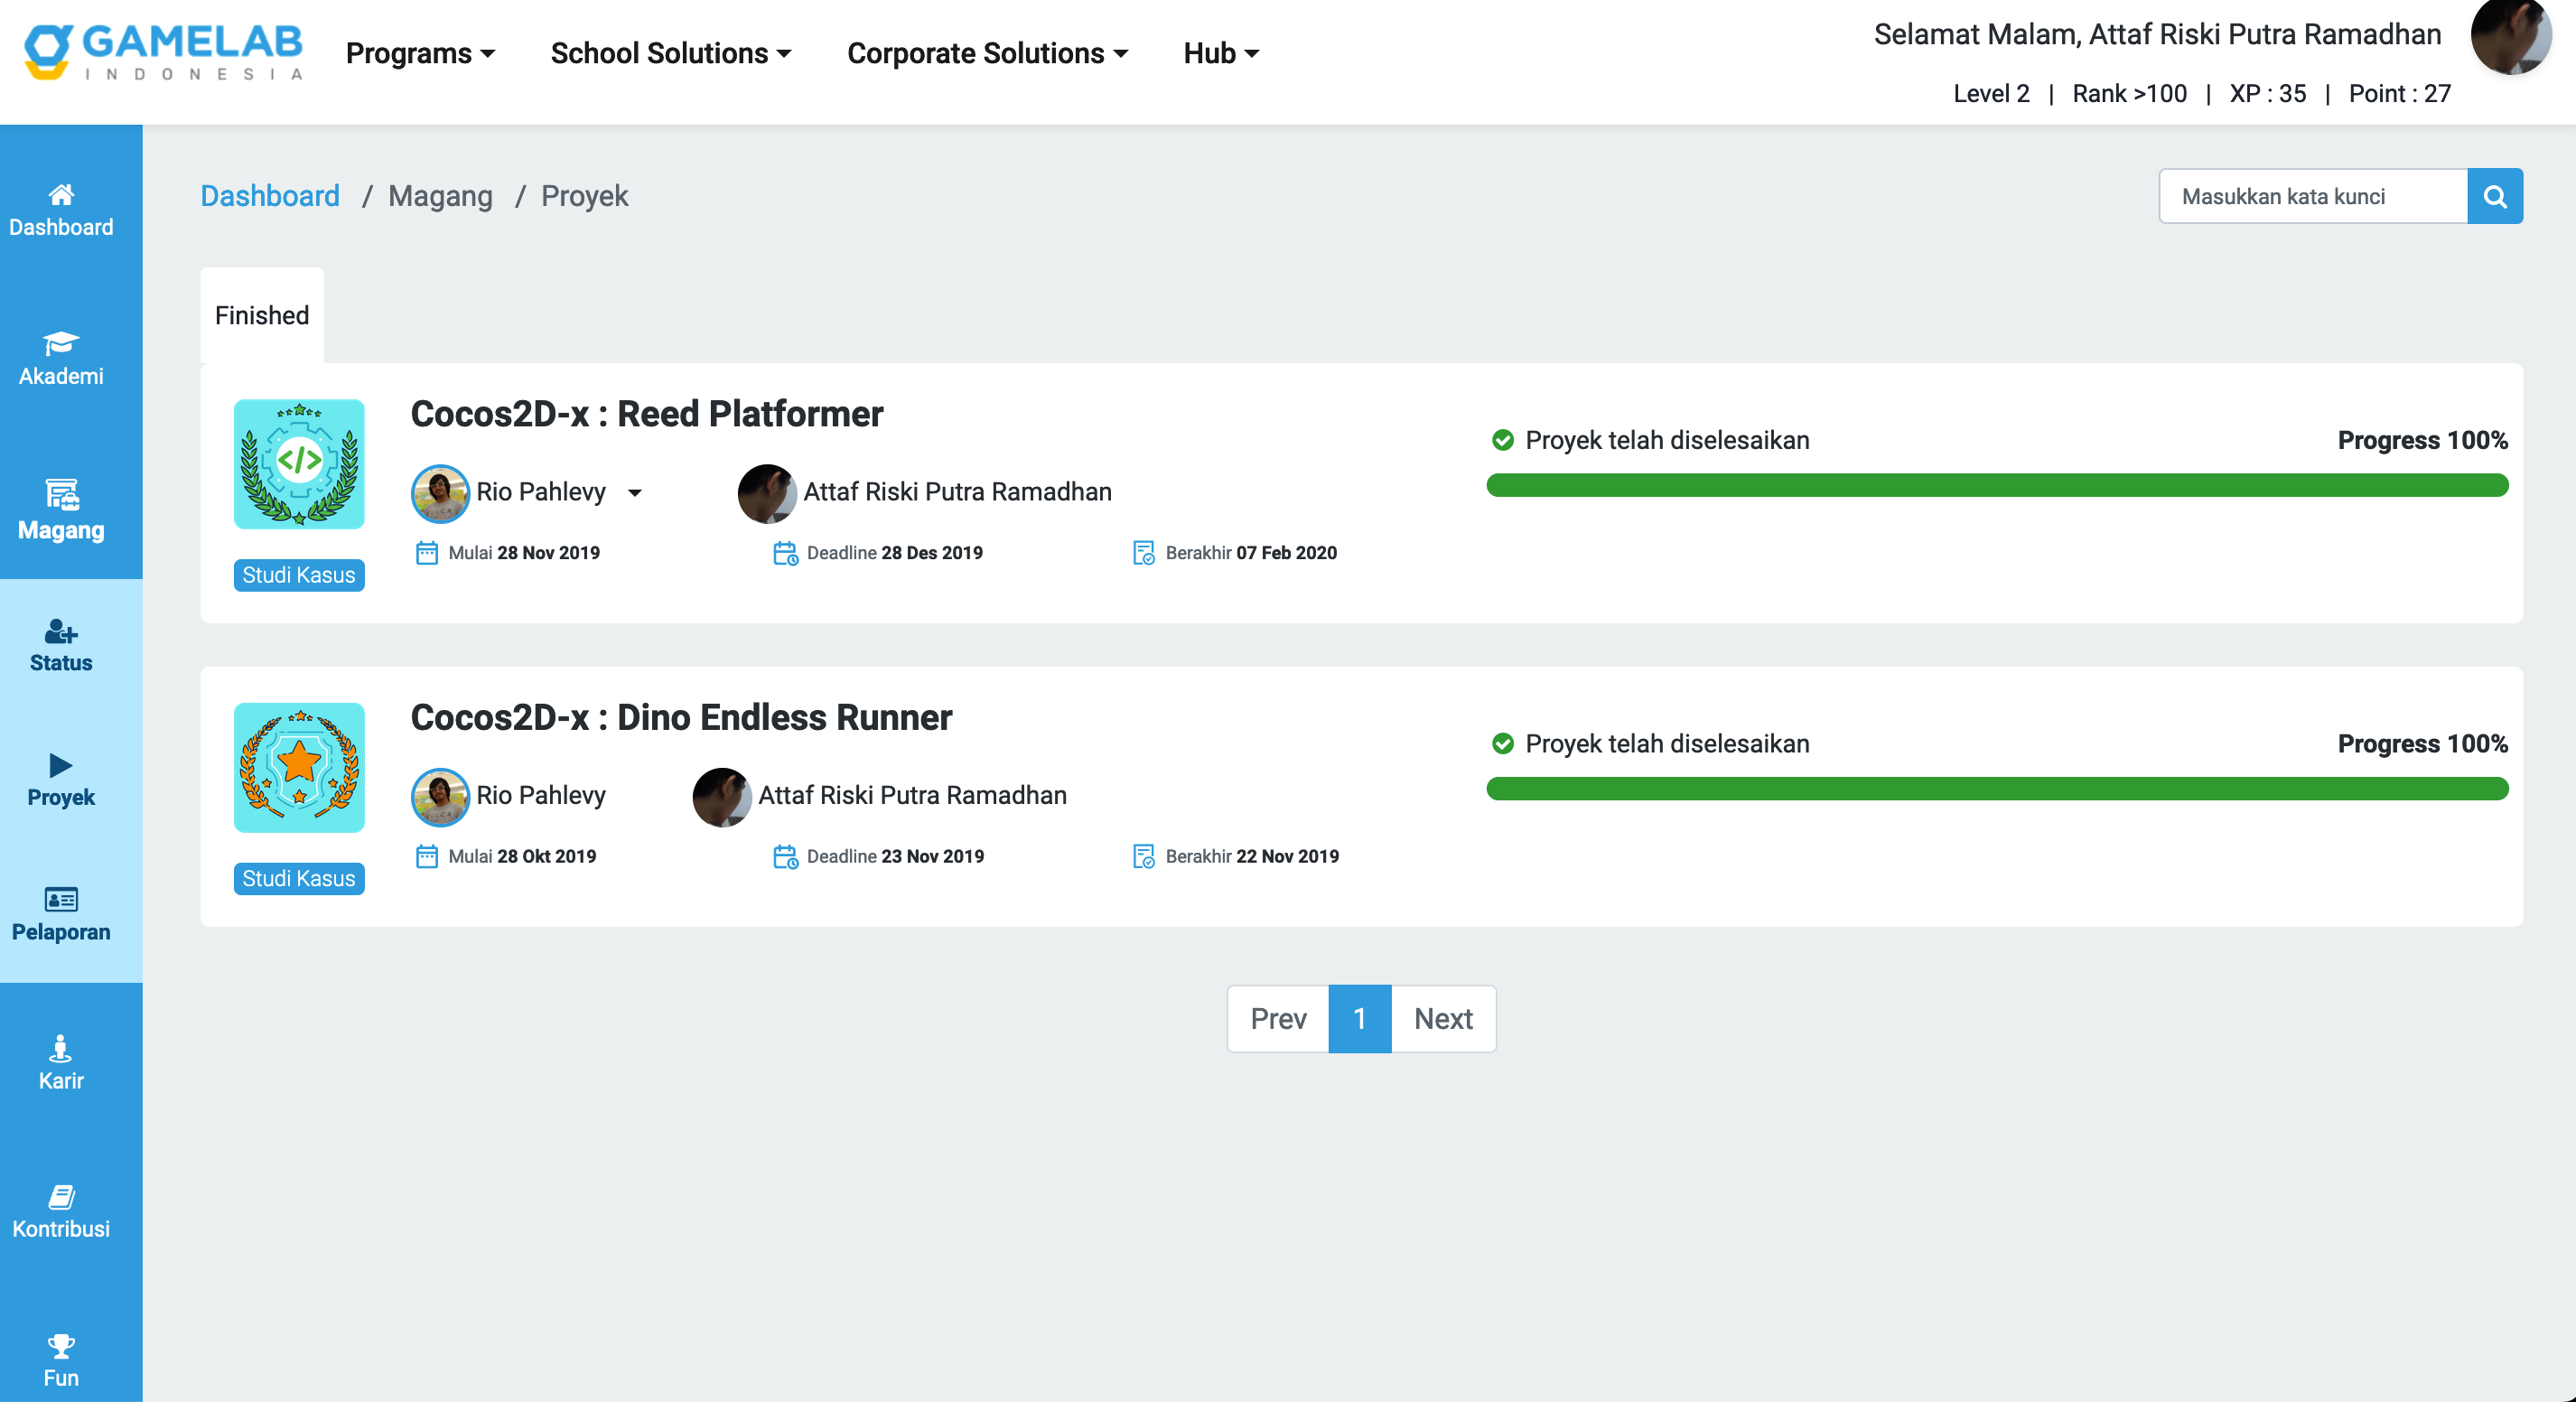 GAMELAB
INDONESIA
Programs
School Solutions
Corporate Solutions
Hub
Selamat Malam, Attaf Riski Putra Ramadhan
Level 2 | Rank >100 | XP : 35 | Point : 27
Dashboard
Akademi
Magang
Status
Proyek
Pelaporan
Karir
Kontribusi
Fun
Dashboard / Magang / Proyek
Masukkan kata kunci
Finished
Cocos2D-x : Reed Platformer
Rio Pahlevy
Attaf Riski Putra Ramadhan
Mulai 28 Nov 2019
Deadline 28 Des 2019
Berakhir 07 Feb 2020
Studi Kasus
Proyek telah diselesaikan
Progress 100%
Cocos2D-x : Dino Endless Runner
Rio Pahlevy
Attaf Riski Putra Ramadhan
Mulai 28 Okt 2019
Deadline 23 Nov 2019
Berakhir 22 Nov 2019
Studi Kasus
Proyek telah diselesaikan
Progress 100%
Prev 1 Next